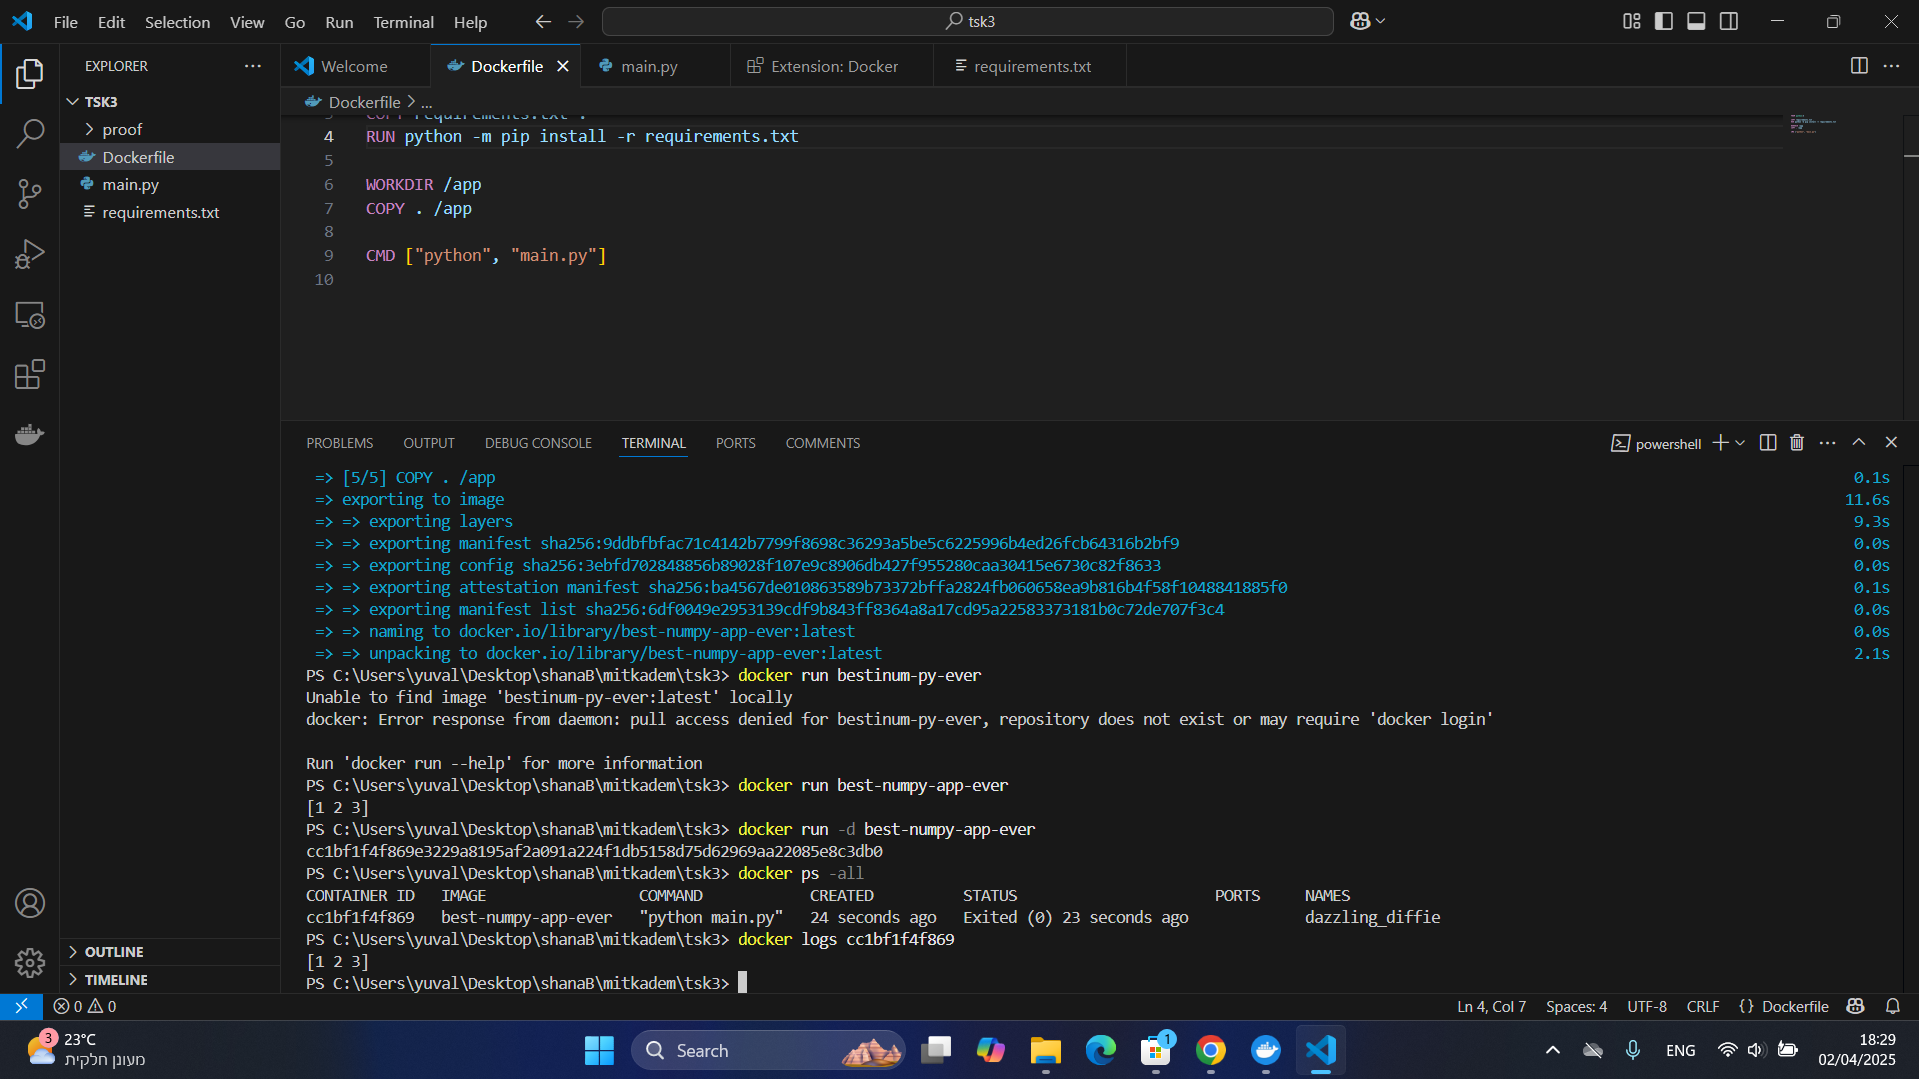 File Edit Selection View Go Run Terminal Help
tsk3
EXPLORER
TSK3
proof
Dockerfile
main.py
requirements.txt
OUTLINE
TIMELINE
Welcome
Dockerfile
main.py
Extension: Docker
requirements.txt
Dockerfile > ...
3 COPY requirements.txt .
4 RUN python -m pip install -r requirements.txt
5
6 WORKDIR /app
7 COPY . /app
8
9 CMD ["python", "main.py"]
10
PROBLEMS OUTPUT DEBUG CONSOLE TERMINAL PORTS COMMENTS
powershell
=> [5/5] COPY . /app 0.1s
=> exporting to image 11.6s
=> => exporting layers 9.3s
=> => exporting manifest sha256:9ddbfbfac71c4142b7799f8698c36293a5be5c6225996b4ed26fcb64316b2bf9 0.0s
=> => exporting config sha256:3ebfd702848856b89028f107e9c8906db427f955280caa30415e6730c82f8633 0.0s
=> => exporting attestation manifest sha256:ba4567de010863589b73372bffa2824fb060658ea9b816b4f58f1048841885f0 0.1s
=> => exporting manifest list sha256:6df0049e2953139cdf9b843ff8364a8a17cd95a22583373181b0c72de707f3c4 0.0s
=> => naming to docker.io/library/best-numpy-app-ever:latest 0.0s
=> => unpacking to docker.io/library/best-numpy-app-ever:latest 2.1s
PS C:\Users\yuval\Desktop\shanaB\mitkadem\tsk3> docker run bestinum-py-ever
Unable to find image 'bestinum-py-ever:latest' locally
docker: Error response from daemon: pull access denied for bestinum-py-ever, repository does not exist or may require 'docker login'
Run 'docker run --help' for more information
PS C:\Users\yuval\Desktop\shanaB\mitkadem\tsk3> docker run best-numpy-app-ever
[1 2 3]
PS C:\Users\yuval\Desktop\shanaB\mitkadem\tsk3> docker run -d best-numpy-app-ever
cc1bf1f4f869e3229a8195af2a091a224f1db5158d75d62969aa22085e8c3db0
PS C:\Users\yuval\Desktop\shanaB\mitkadem\tsk3> docker ps -all
CONTAINER ID IMAGE COMMAND CREATED STATUS PORTS NAMES
cc1bf1f4f869 best-numpy-app-ever "python main.py" 24 seconds ago Exited (0) 23 seconds ago dazzling_diffie
PS C:\Users\yuval\Desktop\shanaB\mitkadem\tsk3> docker logs cc1bf1f4f869
[1 2 3]
PS C:\Users\yuval\Desktop\shanaB\mitkadem\tsk3>
0 0
Ln 4, Col 7 Spaces: 4 UTF-8 CRLF {} Dockerfile
3
23°C
מעונן חלקית
Search
1
ENG
18:29
02/04/2025